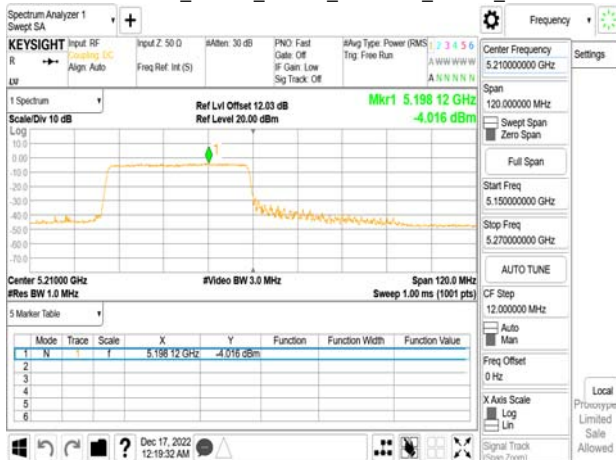 Spectrum Analyzer 1
Swept SA
+
Frequency
KEYSIGHT
Input: RF
Coupling: DC
Align: Auto
Input Z: 50 Ω
Freq Ref: Int (S)
#Atten: 30 dB
PNO: Fast
Gate: Off
IF Gain: Low
Sig Track: Off
#Avg Type: Power (RMS
Trig: Free Run
1 2 3 4 5 6
A W W W W W
A N N N N N
R
LXI
Center Frequency
5.210000000 GHz
Settings
1 Spectrum
Scale/Div 10 dB
Ref Lvl Offset 12.03 dB
Ref Level 20.00 dBm
Mkr1 5.198 12 GHz
-4.016 dBm
Span
120.000000 MHz
Swept Span
Zero Span
Full Span
Log
10.0
0.00
-10.0
-20.0
-30.0
-40.0
-50.0
-60.0
-70.0
1
Start Freq
5.150000000 GHz
Stop Freq
5.270000000 GHz
AUTO TUNE
Center 5.21000 GHz
#Res BW 1.0 MHz
#Video BW 3.0 MHz
Span 120.0 MHz
Sweep 1.00 ms (1001 pts)
CF Step
12.000000 MHz
Auto
Man
5 Marker Table
Mode Trace Scale X Y Function Function Width Function Value
1 N 1 f 5.198 12 GHz -4.016 dBm
2
3
4
5
6
Freq Offset
0 Hz
X Axis Scale
Log
Lin
Local
Prototype
Limited
Sale
Allowed
Signal Track
(Span Zoom)
?
Dec 17, 2022
12:19:32 AM